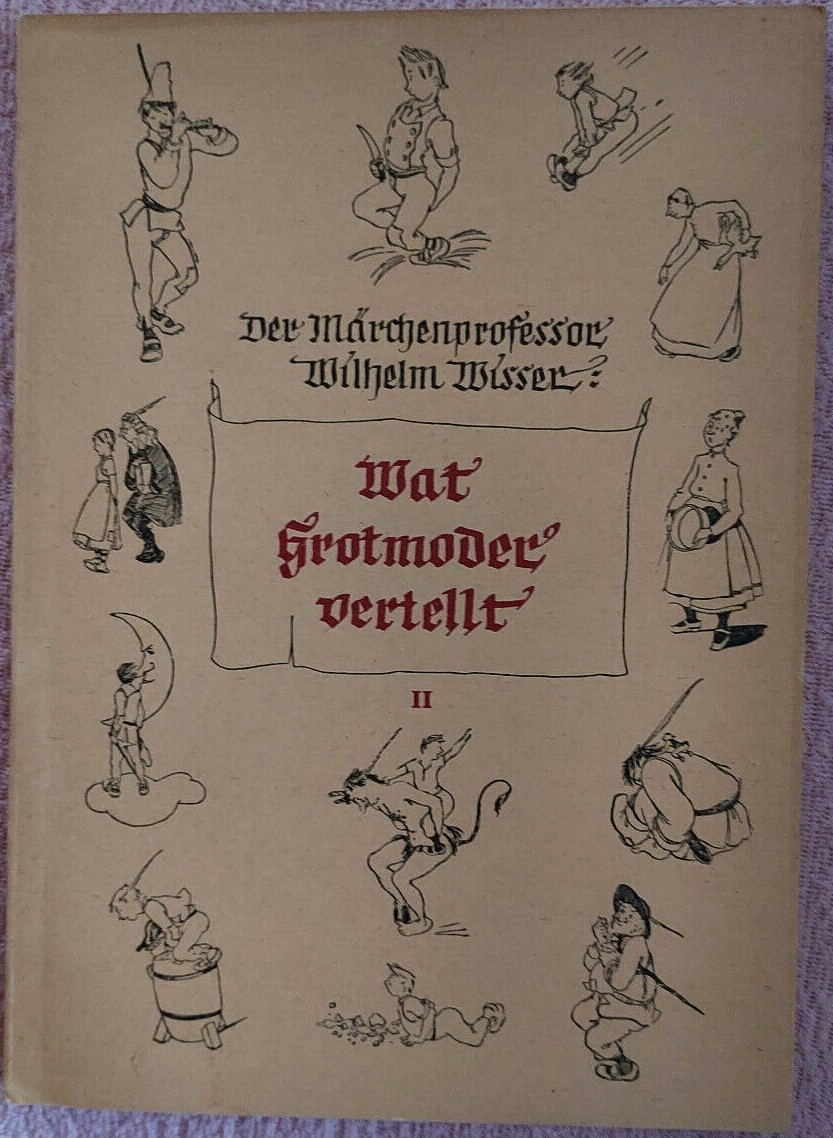 Der Märchenprofessor
Wilhelm Wisser:
Wat
Grotmoder
vertellt
II